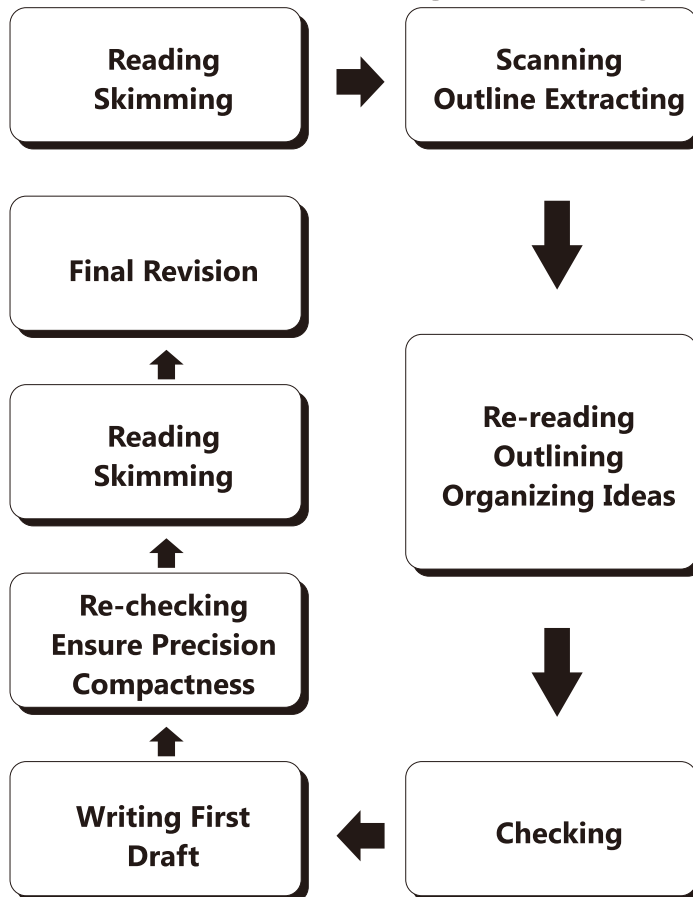 Reading
Skimming
Scanning
Outline Extracting
Re-reading
Outlining
Organizing Ideas
Checking
Writing First
Draft
Re-checking
Ensure Precision
Compactness
Reading
Skimming
Final Revision